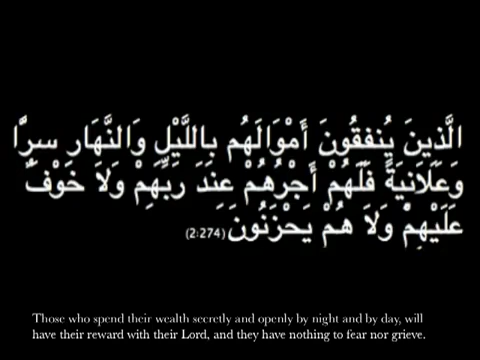 الَّذِينَ يُنفِقُونَ أَمْوَالَهُم بِاللَّيْلِ وَالنَّهَارِ سِرًّا
وَعَلَانِيَةً فَلَهُمْ أَجْرُهُمْ عِندَ رَبِّهِمْ وَلَا خَوْفٌ
عَلَيْهِمْ وَلَا هُمْ يَحْزَنُونَ (2:274)
Those who spend their wealth secretly and openly by night and by day, will
have their reward with their Lord, and they have nothing to fear nor grieve.